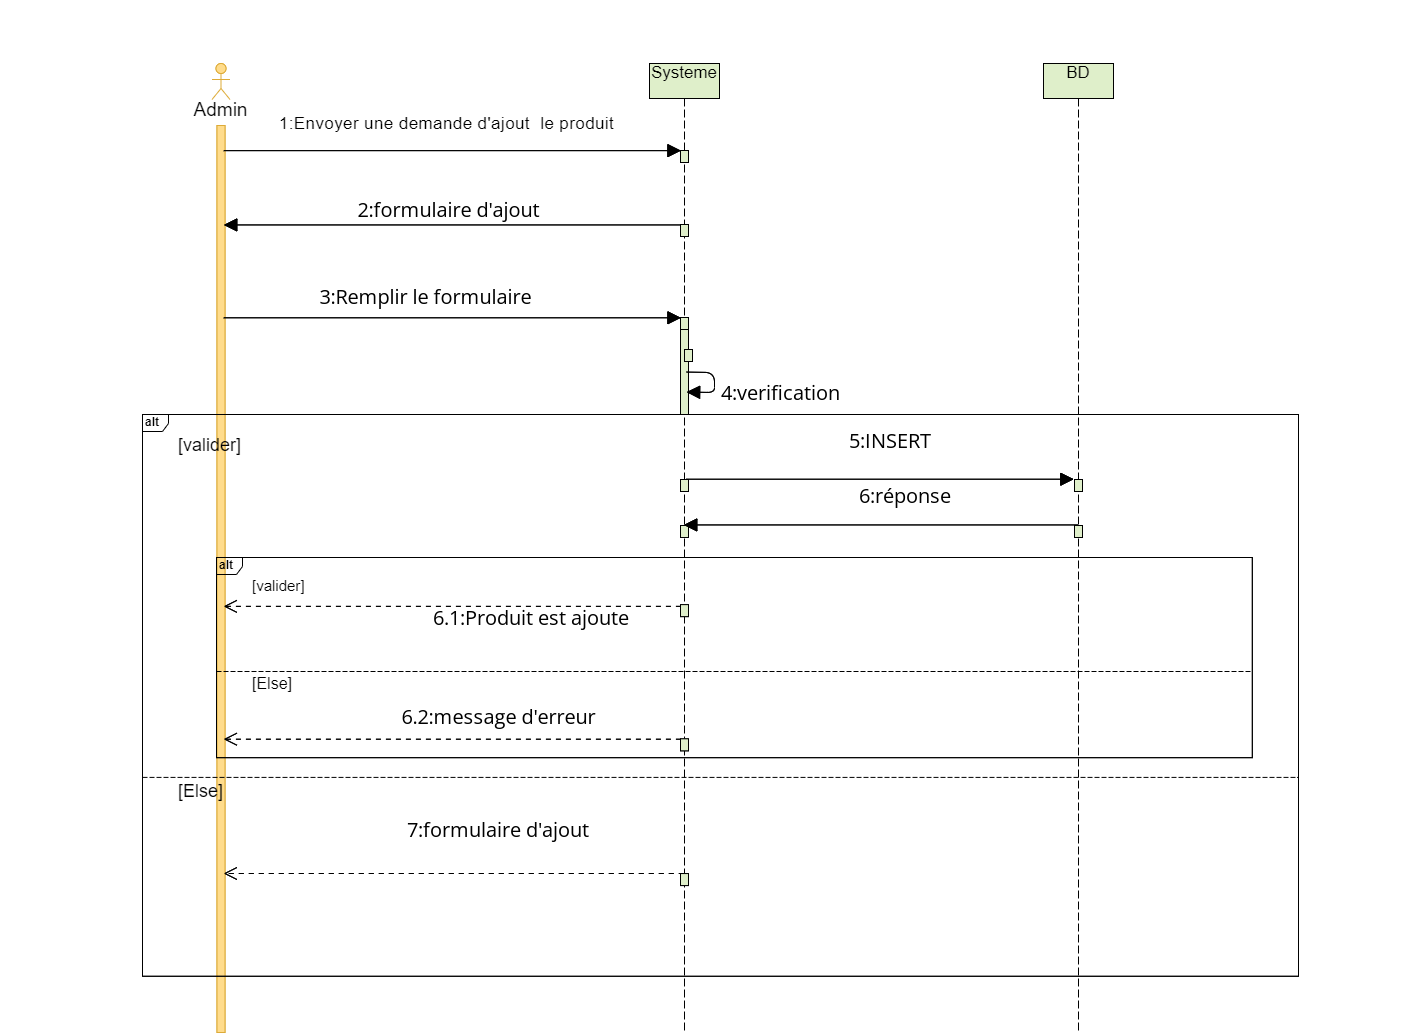 Systeme
BD
Admin
1:Envoyer une demande d'ajout  le produit
2:formulaire d'ajout
3:Remplir le formulaire
4:verification
alt
[valider]
5:INSERT
6:réponse
alt
[valider]
6.1:Produit est ajoute
[Else]
6.2:message d'erreur
[Else]
7:formulaire d'ajout